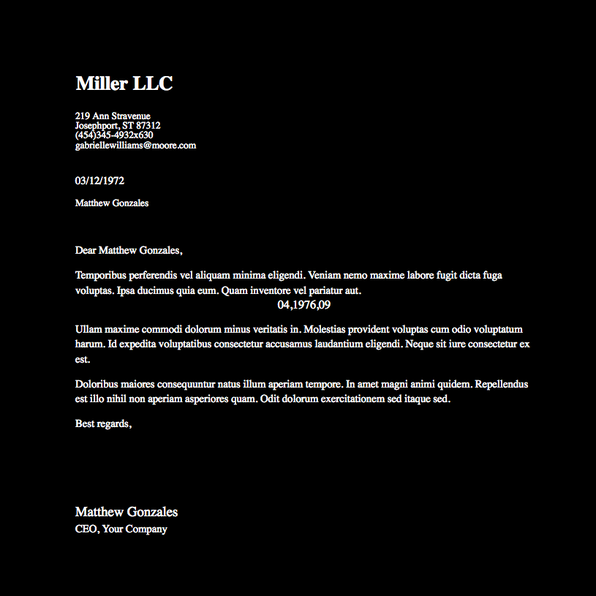 Miller LLC
219 Ann Stravenue
Josephport, ST 87312
(454)345-4932x630
gabriellewilliams@moore.com
03/12/1972
Matthew Gonzales
Dear Matthew Gonzales,
Temporibus perferendis vel aliquam minima eligendi. Veniam nemo maxime labore fugit dicta fuga
voluptas. Ipsa ducimus quia eum. Quam inventore vel pariatur aut.
04,1976,09
Ullam maxime commodi dolorum minus veritatis in. Molestias provident voluptas cum odio voluptatum
harum. Id expedita voluptatibus consectetur accusamus laudantium eligendi. Neque sit iure consectetur ex
est.
Doloribus maiores consequuntur natus illum aperiam tempore. In amet magni animi quidem. Repellendus
est illo nihil non aperiam asperiores quam. Odit dolorum exercitationem sed itaque sed.
Best regards,
Matthew Gonzales
CEO, Your Company